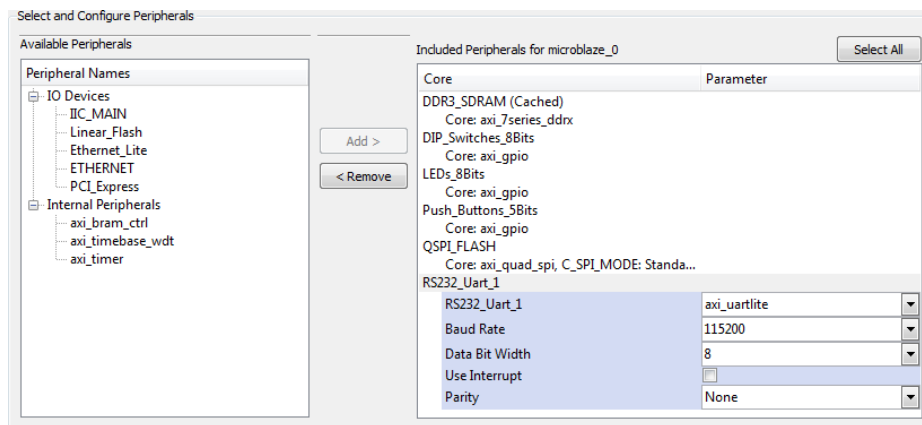 Select and Configure Peripherals
Available Peripherals
Peripheral Names
IO Devices
IIC_MAIN
Linear_Flash
Ethernet_Lite
ETHERNET
PCI_Express
Internal Peripherals
axi_bram_ctrl
axi_timebase_wdt
axi_timer
Add >
< Remove
Included Peripherals for microblaze_0
Select All
Core Parameter
DDR3_SDRAM (Cached)
Core: axi_7series_ddrx
DIP_Switches_8Bits
Core: axi_gpio
LEDs_8Bits
Core: axi_gpio
Push_Buttons_5Bits
Core: axi_gpio
QSPI_FLASH
Core: axi_quad_spi, C_SPI_MODE: Standa...
RS232_Uart_1
RS232_Uart_1 axi_uartlite
Baud Rate 115200
Data Bit Width 8
Use Interrupt
Parity None